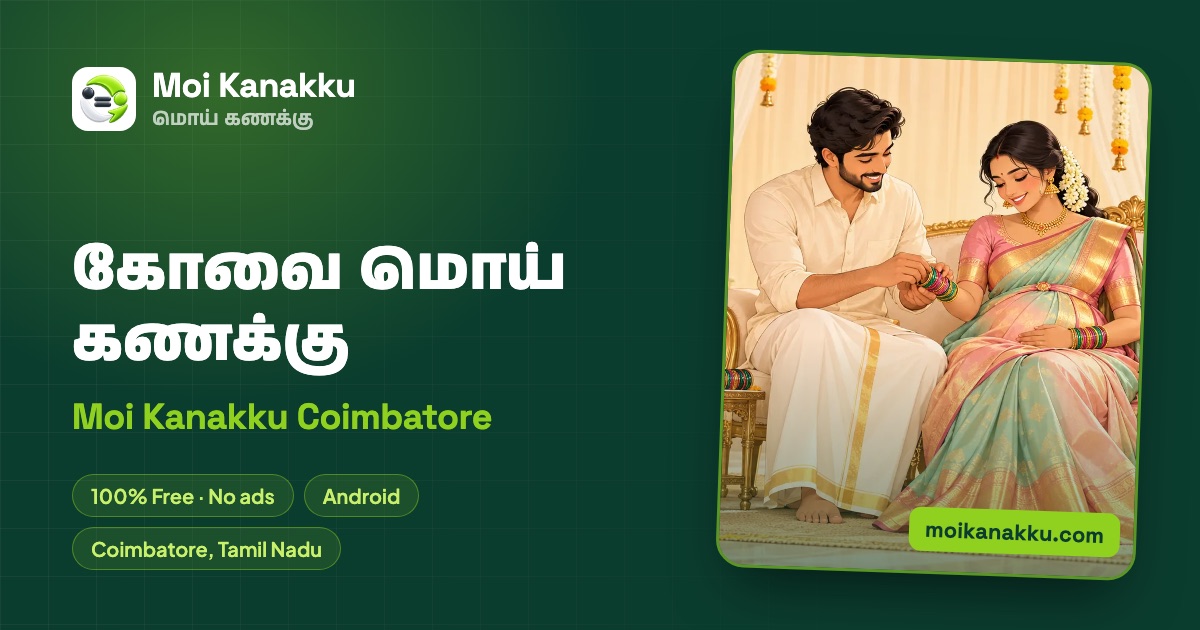 Moi Kanakku
மொய் கணக்கு
கோவை மொய்
கணக்கு
Moi Kanakku Coimbatore
100% Free · No ads
Android
Coimbatore, Tamil Nadu
moikanakku.com